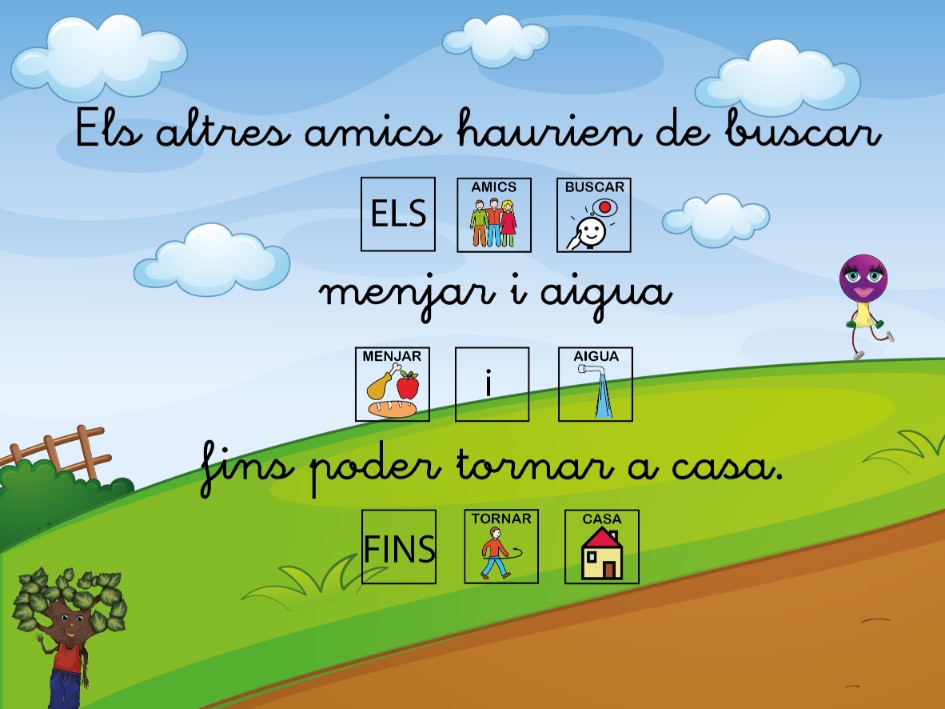 Els altres amics haurien de buscar
ELS AMICS BUSCAR
menjar i aigua
MENJAR i AIGUA
fins poder tornar a casa.
FINS TORNAR CASA